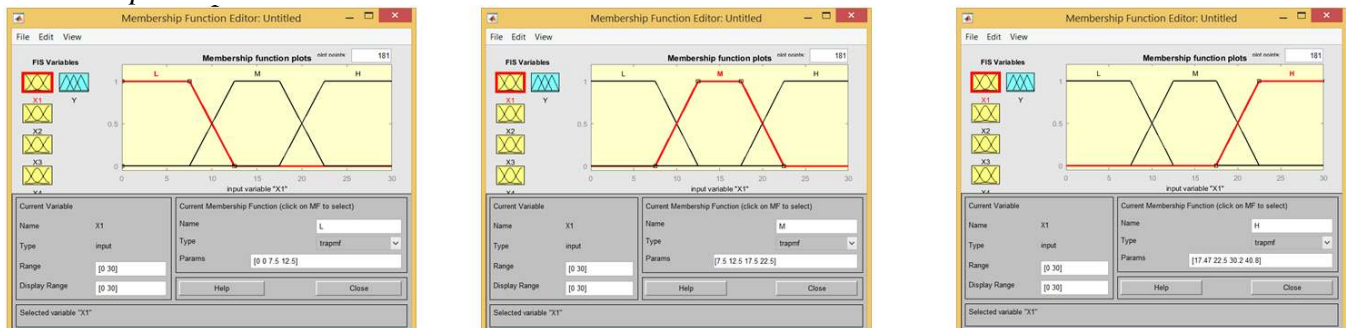 Membership Function Editor: Untitled
File Edit View
FIS Variables
Membership function plots
plot points:
181
X1
Y
X2
X3
X4
L
M
H
1
0.5
0
0 5 10 15 20 25 30
input variable "X1"
Current Variable
Name X1
Type input
Range [0 30]
Display Range [0 30]
Current Membership Function (click on MF to select)
Name L
Type trapmf
Params [0 0 7.5 12.5]
Help Close
Selected variable "X1"
Membership Function Editor: Untitled
File Edit View
FIS Variables
Membership function plots
plot points:
181
X1
Y
X2
X3
X4
L
M
H
1
0.5
0
0 5 10 15 20 25 30
input variable "X1"
Current Variable
Name X1
Type input
Range [0 30]
Display Range [0 30]
Current Membership Function (click on MF to select)
Name M
Type trapmf
Params [7.5 12.5 17.5 22.5]
Help Close
Selected variable "X1"
Membership Function Editor: Untitled
File Edit View
FIS Variables
Membership function plots
plot points:
181
X1
Y
X2
X3
X4
L
M
H
1
0.5
0
0 5 10 15 20 25 30
input variable "X1"
Current Variable
Name X1
Type input
Range [0 30]
Display Range [0 30]
Current Membership Function (click on MF to select)
Name H
Type trapmf
Params [17.47 22.5 30.2 40.8]
Help Close
Selected variable "X1"